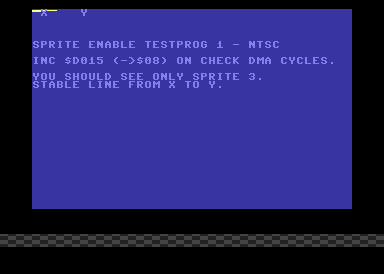 X Y
SPRITE ENABLE TESTPROG 1 - NTSC
INC $D015 (->$08) ON CHECK DMA CYCLES.
YOU SHOULD SEE ONLY SPRITE 3.
STABLE LINE FROM X TO Y.